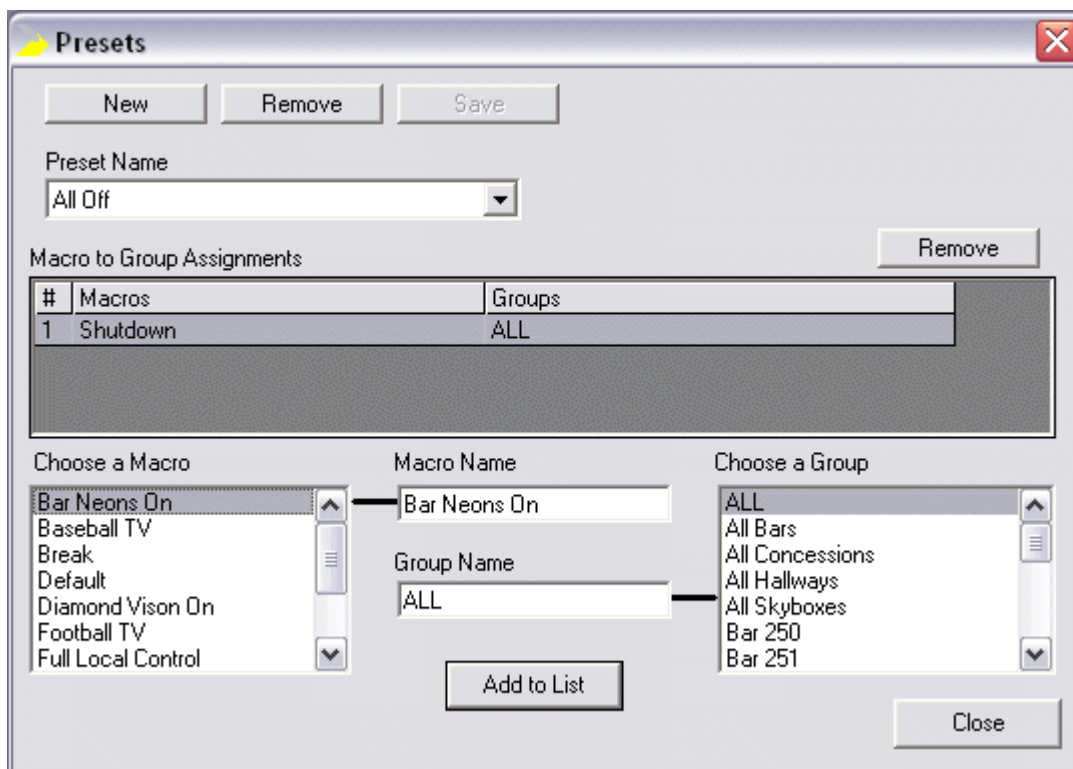 Presets
New Remove Save
Preset Name
All Off
Remove
Macro to Group Assignments
# Macros Groups
1 Shutdown ALL
Choose a Macro Macro Name Choose a Group
Bar Neons On Bar Neons On ALL
Baseball TV All Bars
Break All Concessions
Default Group Name All Hallways
Diamond Vison On ALL All Skyboxes
Football TV Bar 250
Full Local Control Bar 251
Add to List
Close